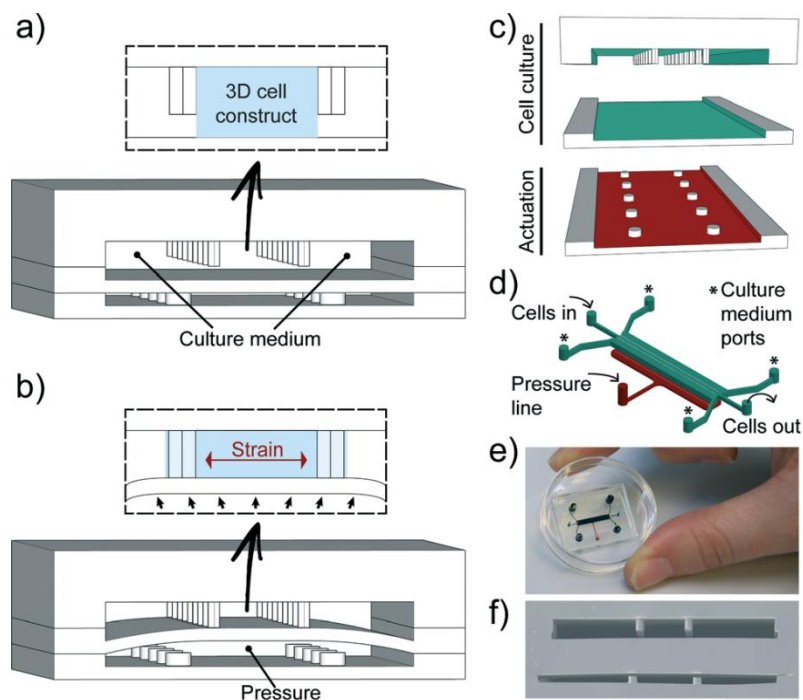 a)
3D cell
construct
Culture medium
b)
Strain
Pressure
c)
Cell culture
Actuation
d)
Cells in
*Culture
medium
ports
*
*
*
*
Pressure
line
Cells out
e)
f)